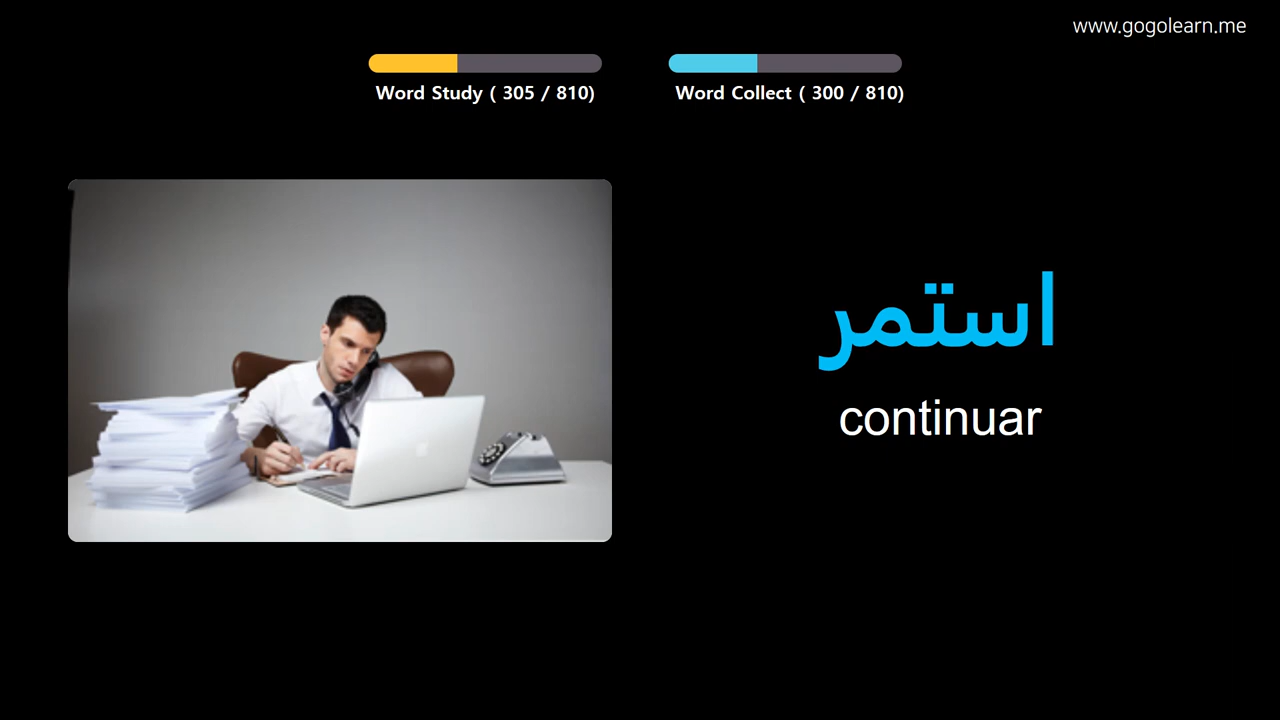 www.gogolearn.me
Word Study ( 305 / 810)
Word Collect ( 300 / 810)
استمر
continuar